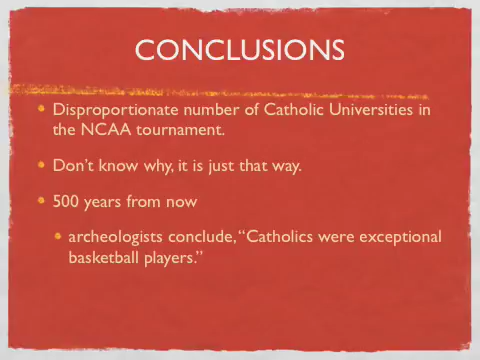 CONCLUSIONS
Disproportionate number of Catholic Universities in
the NCAA tournament.
Don't know why, it is just that way.
500 years from now
archeologists conclude, “Catholics were exceptional
basketball players.”